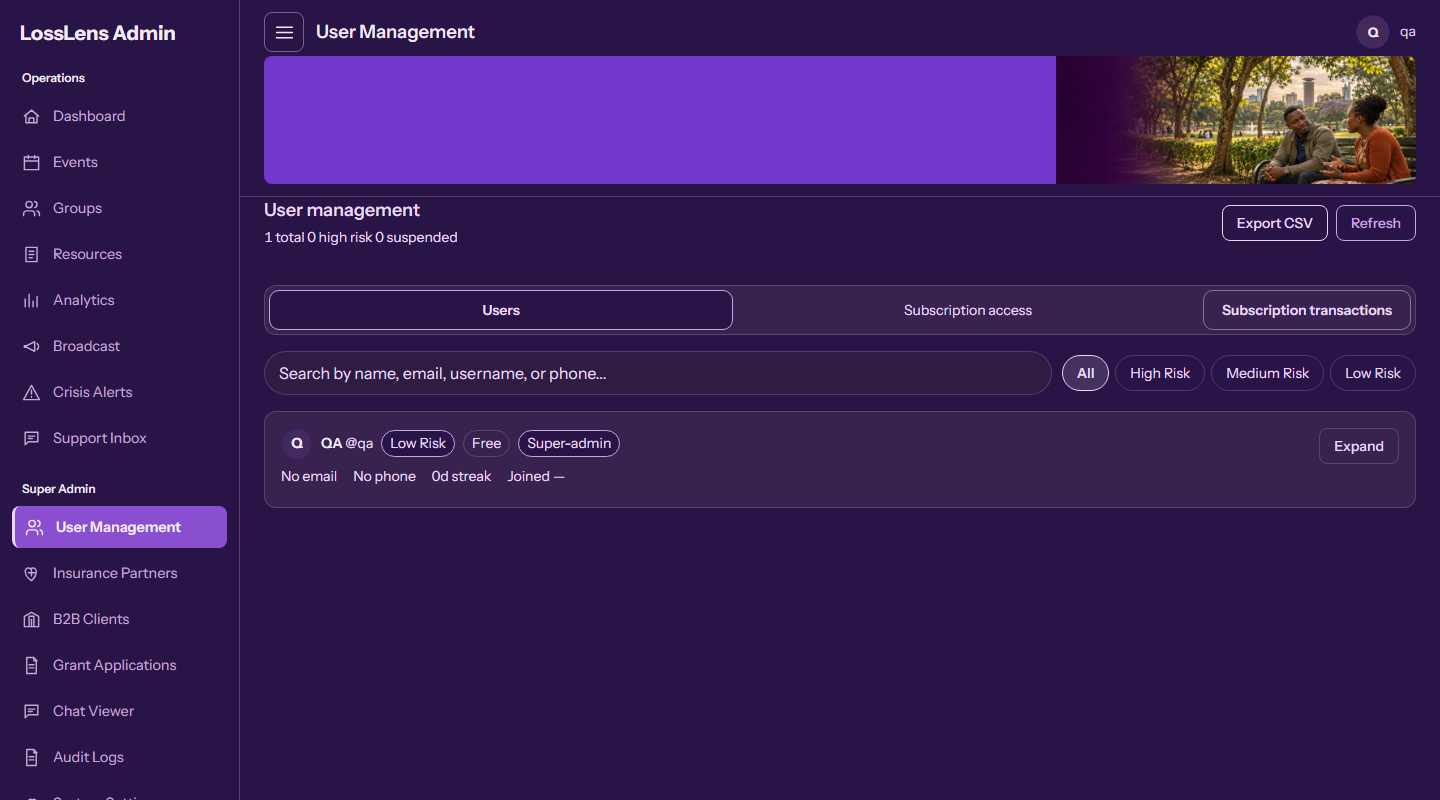 LossLens Admin
Operations
Dashboard
Events
Groups
Resources
Analytics
Broadcast
Crisis Alerts
Support Inbox
Super Admin
User Management
Insurance Partners
B2B Clients
Grant Applications
Chat Viewer
Audit Logs
User Management
Q qa
User management
1 total 0 high risk 0 suspended
Export CSV Refresh
Users Subscription access Subscription transactions
Search by name, email, username, or phone... All High Risk Medium Risk Low Risk
Q QA @qa Low Risk Free Super-admin Expand
No email No phone 0d streak Joined —